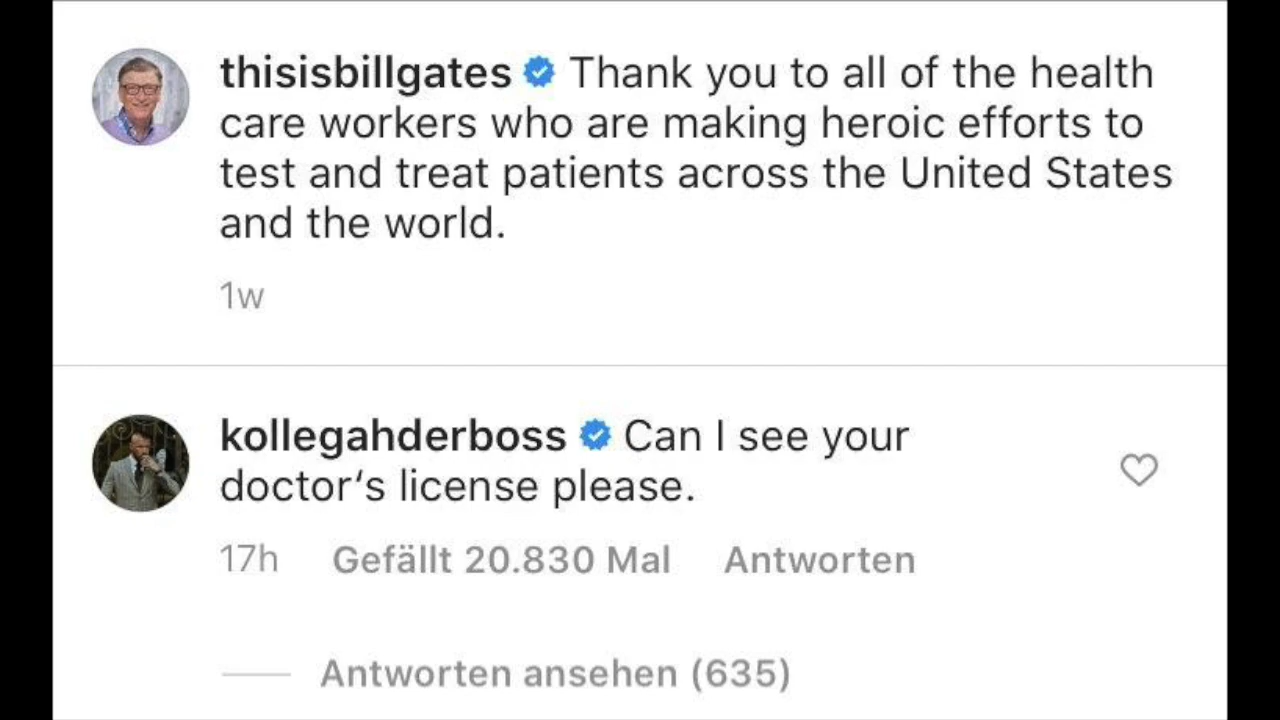 thisisbillgates Thank you to all of the health
care workers who are making heroic efforts to
test and treat patients across the United States
and the world.
1w
kollegahderboss Can I see your
doctor‘s license please.
17h Gefällt 20.830 Mal Antworten
Antworten ansehen (635)